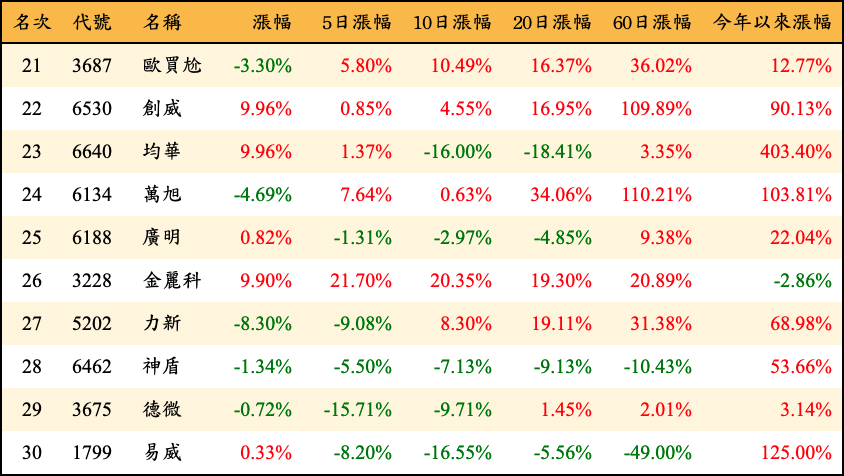 名次 代號 名稱 漲幅 5日漲幅 10日漲幅 20日漲幅 60日漲幅 今年以來漲幅
21 3687 歐買尬 -3.30% 5.80% 10.49% 16.37% 36.02% 12.77%
22 6530 創威 9.96% 0.85% 4.55% 16.95% 109.89% 90.13%
23 6640 均華 9.96% 1.37% -16.00% -18.41% 3.35% 403.40%
24 6134 萬旭 -4.69% 7.64% 0.63% 34.06% 110.21% 103.81%
25 6188 廣明 0.82% -1.31% -2.97% -4.85% 9.38% 22.04%
26 3228 金麗科 9.90% 21.70% 20.35% 19.30% 20.89% -2.86%
27 5202 力新 -8.30% -9.08% 8.30% 19.11% 31.38% 68.98%
28 6462 神盾 -1.34% -5.50% -7.13% -9.13% -10.43% 53.66%
29 3675 德微 -0.72% -15.71% -9.71% 1.45% 2.01% 3.14%
30 1799 易威 0.33% -8.20% -16.55% -5.56% -49.00% 125.00%